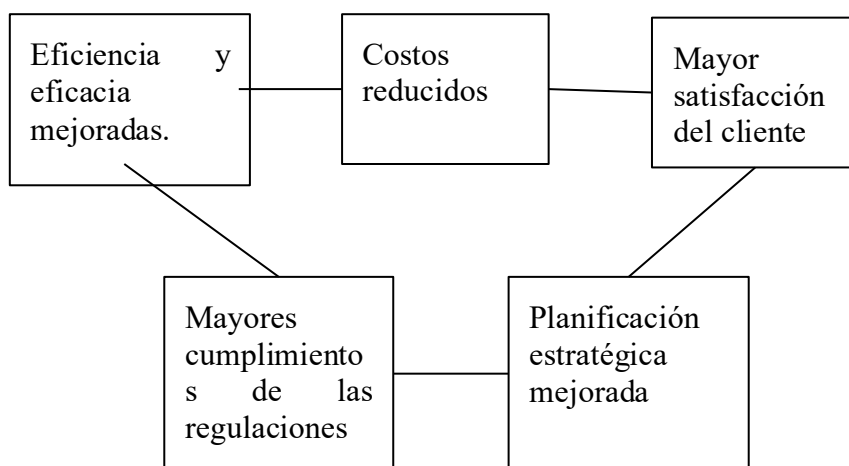 Eficiencia y
eficacia
mejoradas.
Costos
reducidos
Mayor
satisfacción
del cliente
Mayores
cumplimiento
s de las
regulaciones
Planificación
estratégica
mejorada